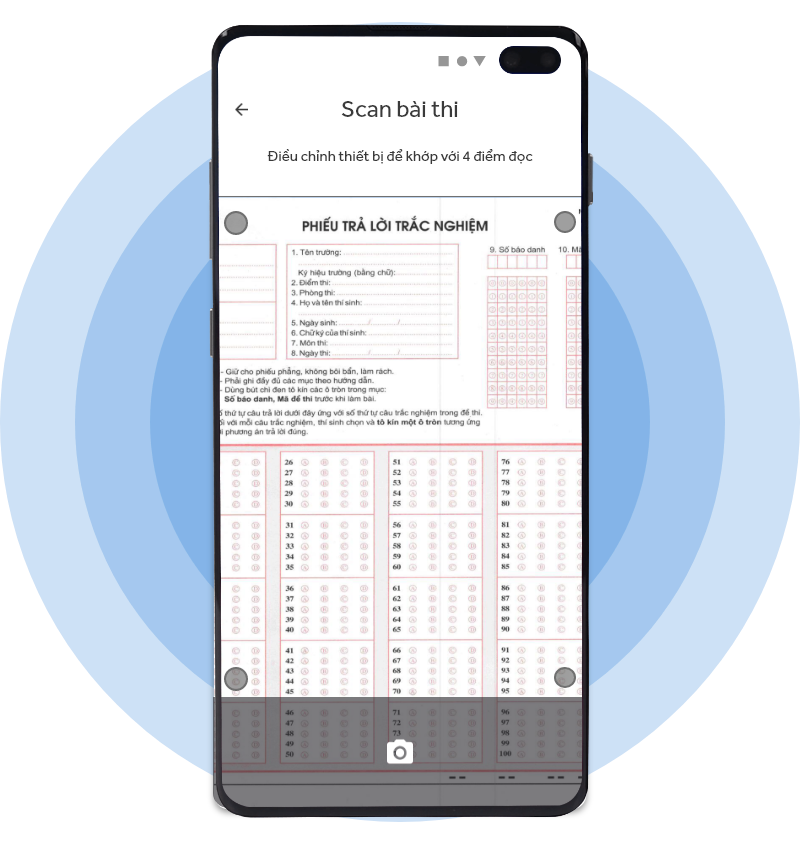 Scan bài thi
Điều chỉnh thiết bị để khớp với 4 điểm đọc
PHIẾU TRẢ LỜI TRẮC NGHIỆM
1. Tên trường:
Ký hiệu trường (bằng chữ):
2. Điểm thi:
3. Phòng thi:
4. Họ và tên thí sinh:
5. Ngày sinh: / /
6. Chữ ký của thí sinh:
7. Môn thi:
8. Ngày thi: / /
9. Số báo danh
10. Mã
- Giữ cho phiếu phẳng, không bôi bẩn, làm rách.
- Phải ghi đầy đủ các mục theo hướng dẫn.
- Dùng bút chì đen tô kín các ô tròn trong mục:
Số báo danh, Mã đề thi trước khi làm bài.
thứ tự câu trả lời dưới đây ứng với số thứ tự câu trắc nghiệm trong đề thi.
với mỗi câu trắc nghiệm, thí sinh chọn và tô kín một ô tròn tương ứng
phương án trả lời đúng.
C D 26 A B C D 51 A B C D 76 A B C
C D 27 A B C D 52 A B C D 77 A B C
C D 28 A B C D 53 A B C D 78 A B C
C D 29 A B C D 54 A B C D 79 A B C
C D 30 A B C D 55 A B C D 80 A B C
C D 31 A B C D 56 A B C D 81 A B C
C D 32 A B C D 57 A B C D 82 A B C
C D 33 A B C D 58 A B C D 83 A B C
C D 34 A B C D 59 A B C D 84 A B C
C D 35 A B C D 60 A B C D 85 A B C
C D 36 A B C D 61 A B C D 86 A B C
C D 37 A B C D 62 A B C D 87 A B C
C D 38 A B C D 63 A B C D 88 A B C
C D 39 A B C D 64 A B C D 89 A B C
C D 40 A B C D 65 A B C D 90 A B C
C D 41 A B C D 66 A B C D 91 A B C
C D 42 A B C D 67 A B C D 92 A B C
D 43 A B C D 68 A B C D 93 A B C
D 44 A B C D 69 A B C D 94 A B
C D 45 A B C D 70 A B C D 95 A B C
C D 46 A B C D 71 A B C D 96 A B C
C D 47 A B C D 72 A B C D 97 A B C
C D 48 A B C D 73 A B C D 98 A B C
C D 49 A B C D B C D 99 A B C
C D 50 A B C D B C D 100 A B C